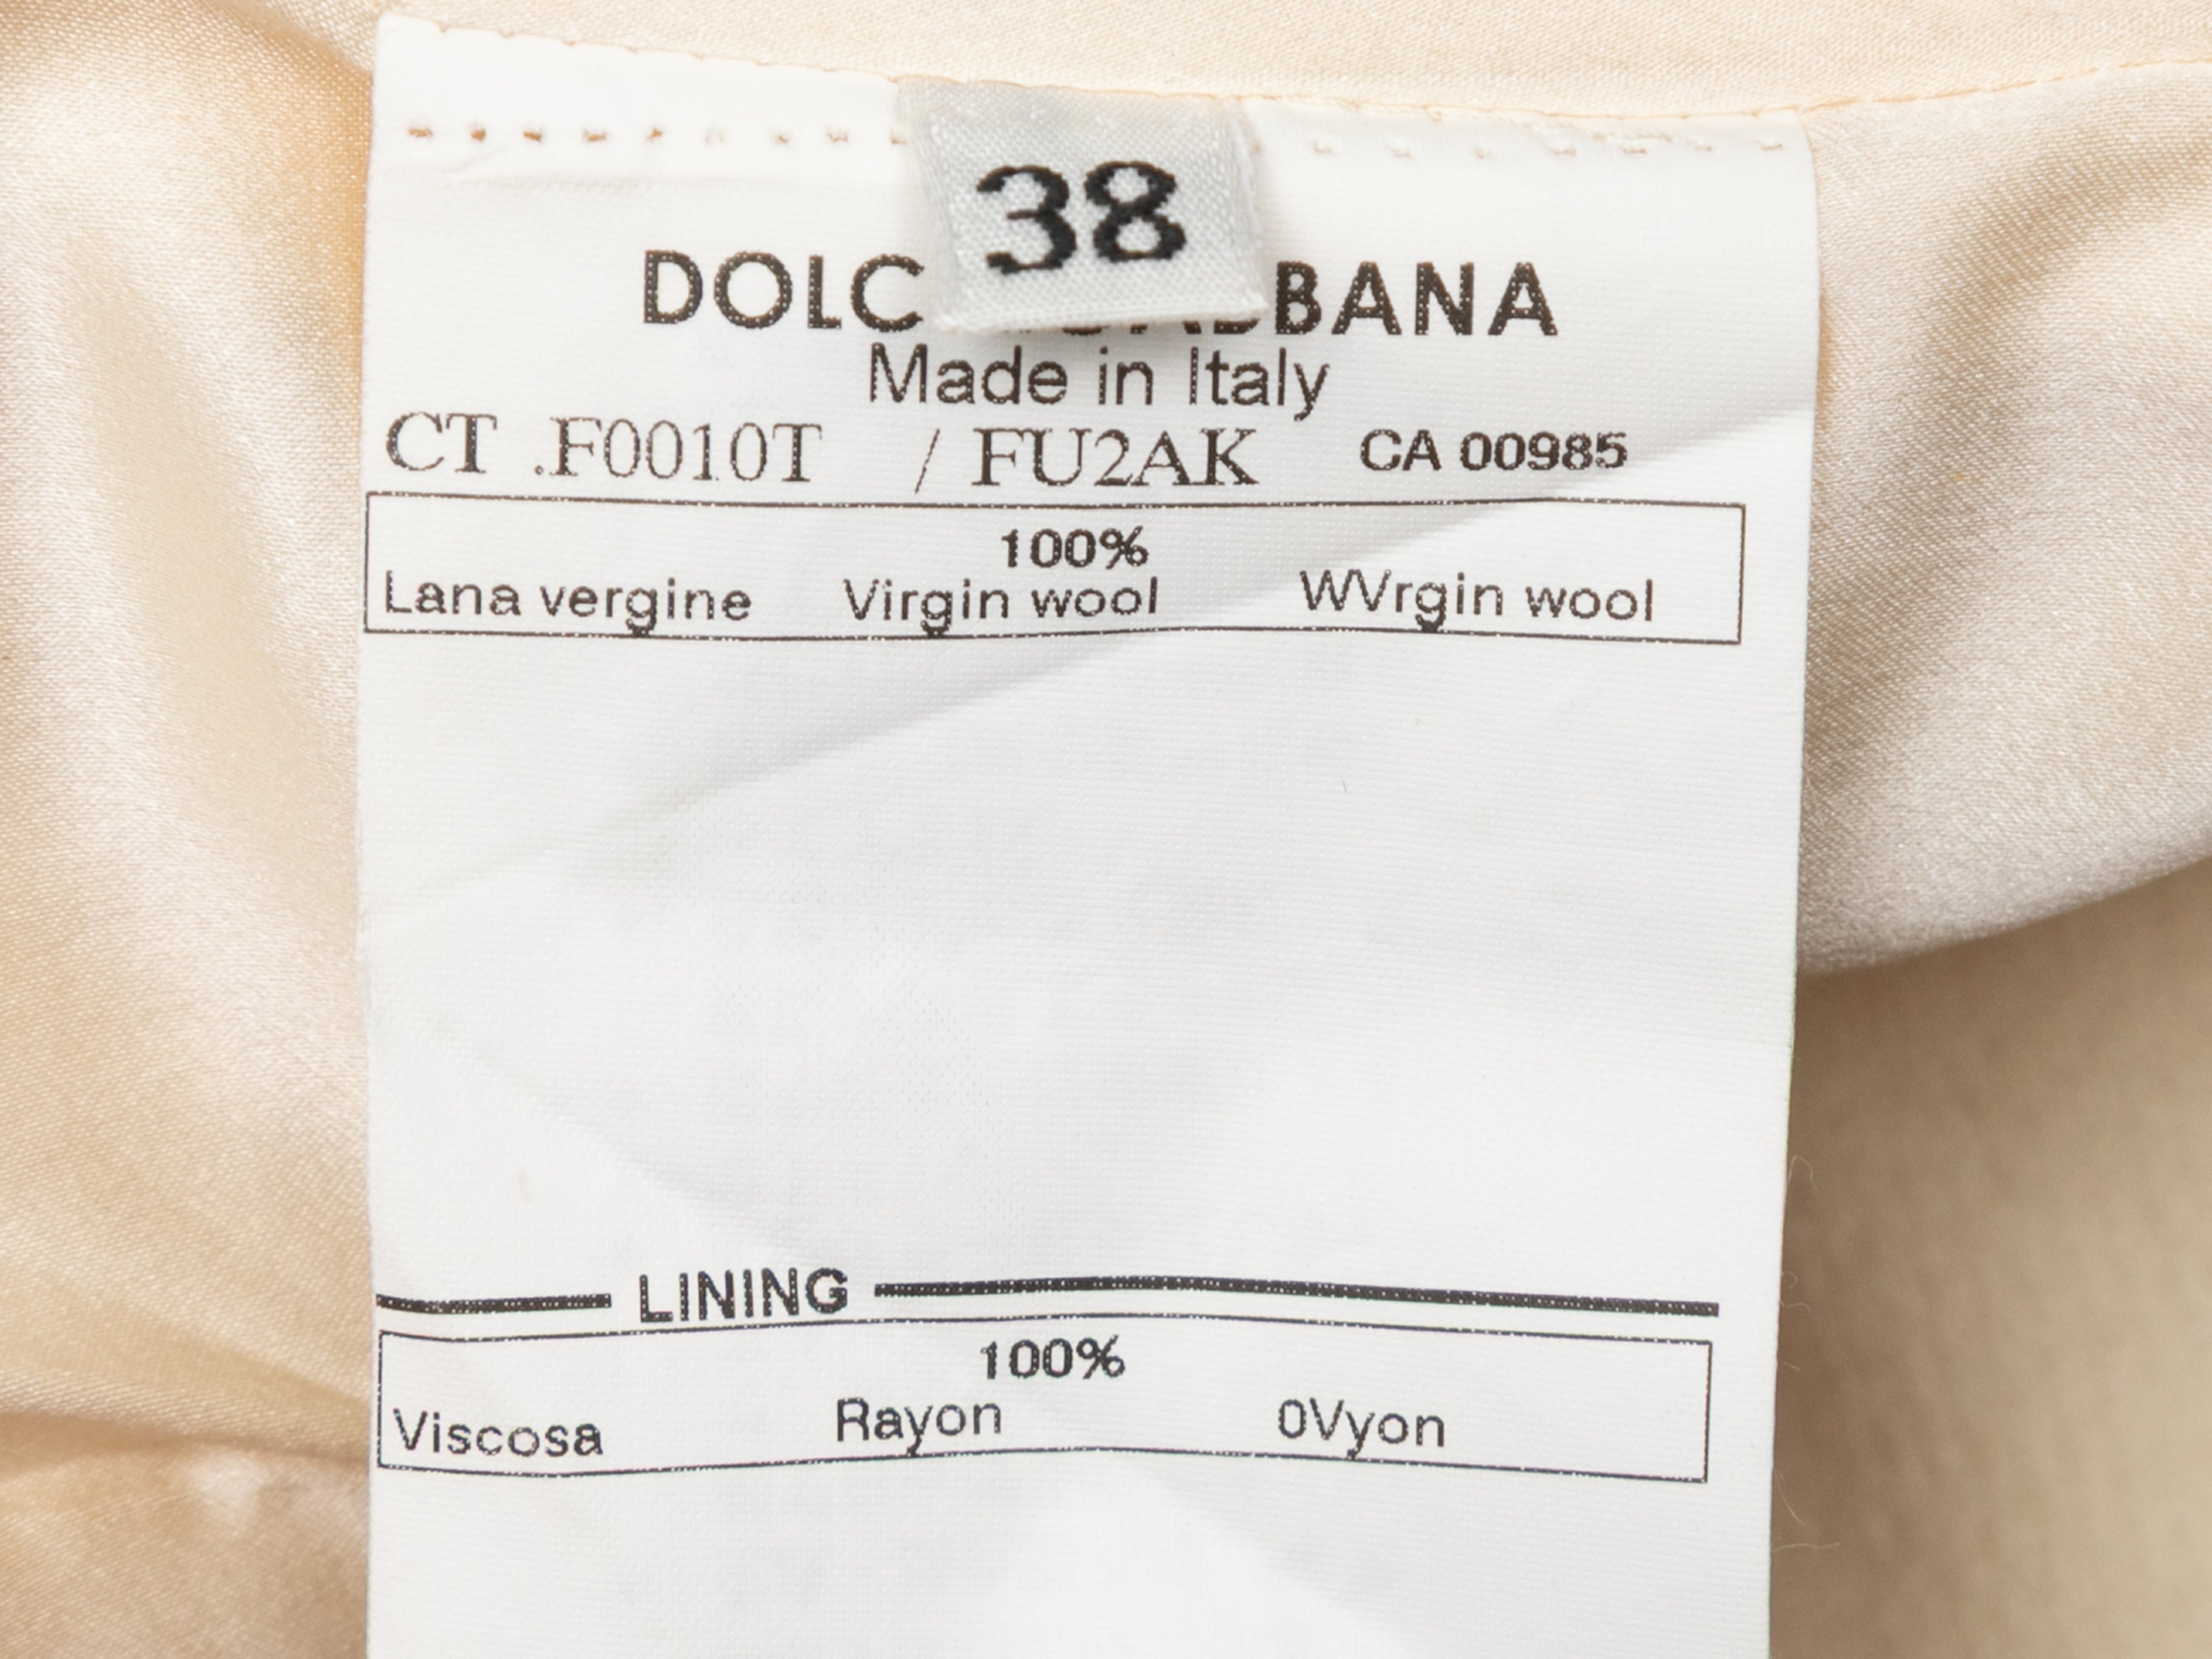 38
DOLC BBANA
Made in Italy
CT .F0010T / FU2AK CA 00985
100%
Lana vergine Virgin wool WVrgin wool
LINING
100%
Viscosa Rayon 0Vyon